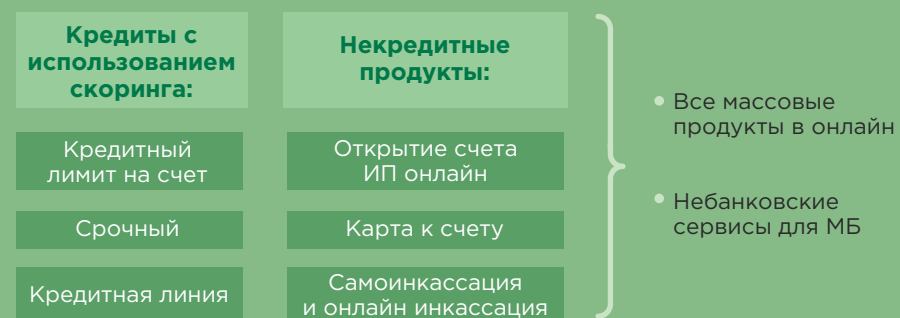 Кредиты с
использованием
скоринга:
Кредитный
лимит на счет
Срочный
Кредитная линия
Некредитные
продукты:
Открытие счета
ИП онлайн
Карта к счету
Самоинкассация
и онлайн инкассация
• Все массовые
продукты в онлайн
• Небанковские
сервисы для МБ